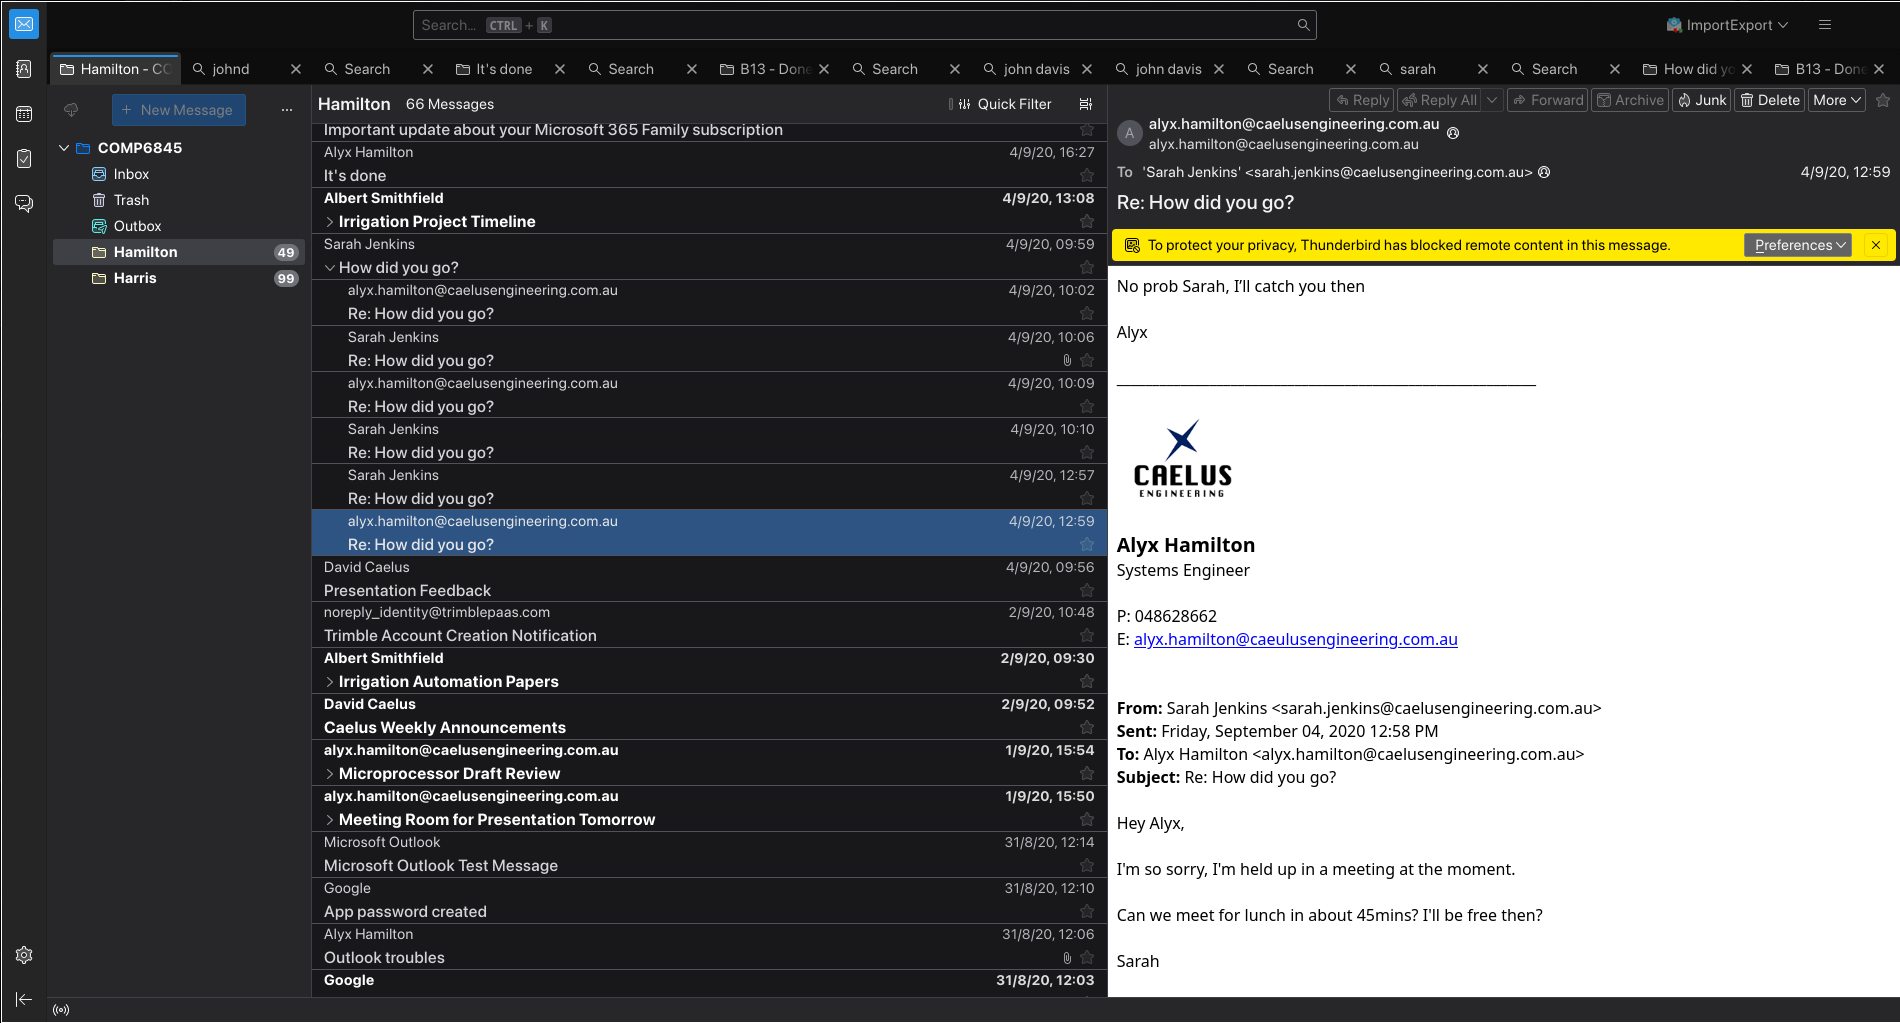 Search... CTRL + K
ImportExport
Hamilton - CC
johnd
Search
It's done
Search
B13 - Done
Search
john davis
john davis
Search
sarah
Search
How did yo
B13 - Done
+ New Message
COMP6845
Inbox
Trash
Outbox
Hamilton 49
Harris 99
Hamilton 66 Messages Quick Filter
Important update about your Microsoft 365 Family subscription
Alyx Hamilton 4/9/20, 16:27
It's done
Albert Smithfield 4/9/20, 13:08
Irrigation Project Timeline
Sarah Jenkins 4/9/20, 09:59
How did you go?
alyx.hamilton@caelusengineering.com.au 4/9/20, 10:02
Re: How did you go?
Sarah Jenkins 4/9/20, 10:06
Re: How did you go?
alyx.hamilton@caelusengineering.com.au 4/9/20, 10:09
Re: How did you go?
Sarah Jenkins 4/9/20, 10:10
Re: How did you go?
Sarah Jenkins 4/9/20, 12:57
Re: How did you go?
alyx.hamilton@caelusengineering.com.au 4/9/20, 12:59
Re: How did you go?
David Caelus 4/9/20, 09:56
Presentation Feedback
noreply_identity@trimblepaas.com 2/9/20, 10:48
Trimble Account Creation Notification
Albert Smithfield 2/9/20, 09:30
Irrigation Automation Papers
David Caelus 2/9/20, 09:52
Caelus Weekly Announcements
alyx.hamilton@caelusengineering.com.au 1/9/20, 15:54
Microprocessor Draft Review
alyx.hamilton@caelusengineering.com.au 1/9/20, 15:50
Meeting Room for Presentation Tomorrow
Microsoft Outlook 31/8/20, 12:14
Microsoft Outlook Test Message
Google 31/8/20, 12:10
App password created
Alyx Hamilton 31/8/20, 12:06
Outlook troubles
Google 31/8/20, 12:03
Reply Reply All Forward Archive Junk Delete More
A
alyx.hamilton@caelusengineering.com.au
alyx.hamilton@caelusengineering.com.au
To 'Sarah Jenkins' <sarah.jenkins@caelusengineering.com.au> 4/9/20, 12:59
Re: How did you go?
To protect your privacy, Thunderbird has blocked remote content in this message. Preferences
No prob Sarah, I’ll catch you then
Alyx
CAELUS
ENGINEERING
Alyx Hamilton
Systems Engineer
P: 048628662
E: alyx.hamilton@caeulusengineering.com.au
From: Sarah Jenkins <sarah.jenkins@caelusengineering.com.au>
Sent: Friday, September 04, 2020 12:58 PM
To: Alyx Hamilton <alyx.hamilton@caelusengineering.com.au>
Subject: Re: How did you go?
Hey Alyx,
I'm so sorry, I'm held up in a meeting at the moment.
Can we meet for lunch in about 45mins? I'll be free then?
Sarah